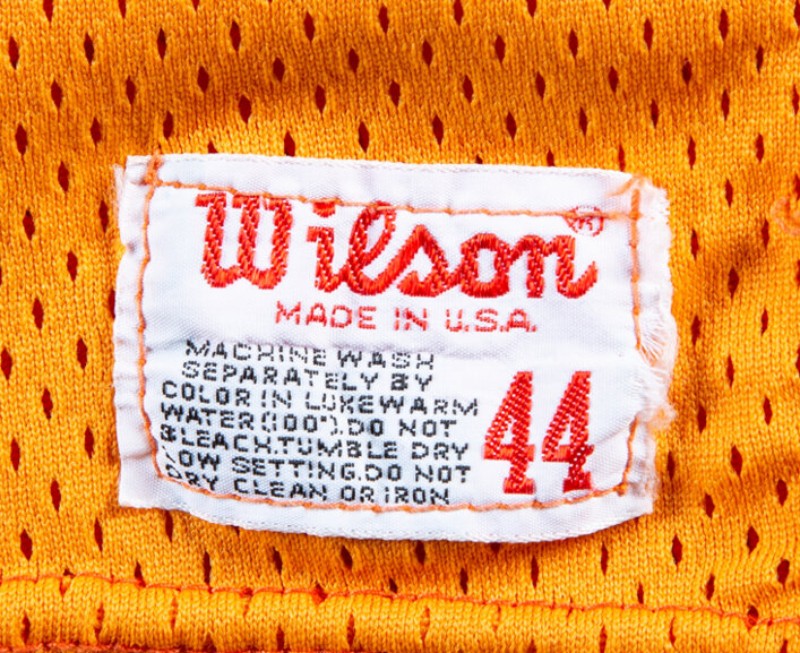 Wilson®
MADE IN U.S.A.
MACHINE WASH
SEPARATELY BY
COLOR IN LUKEWARM
WATER(100°).DO NOT
BLEACH.TUMBLE DRY
LOW SETTING.DO NOT
DRY CLEAN OR IRON
44